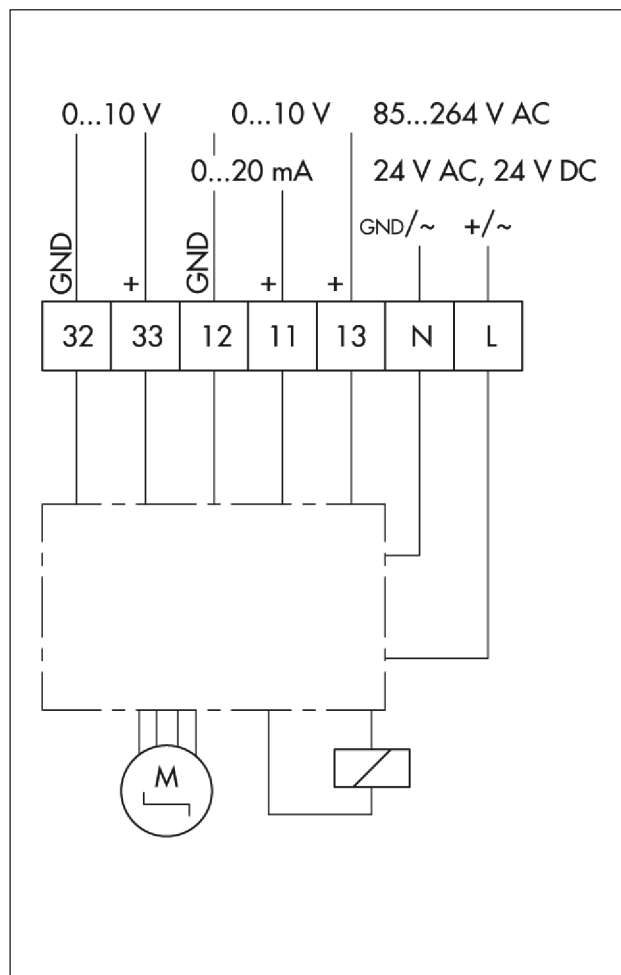 0...10 V 0...10 V 85...264 V AC
0...20 mA 24 V AC, 24 V DC
GND/~ +/~
GND + GND + +
32 33 12 11 13 N L
M